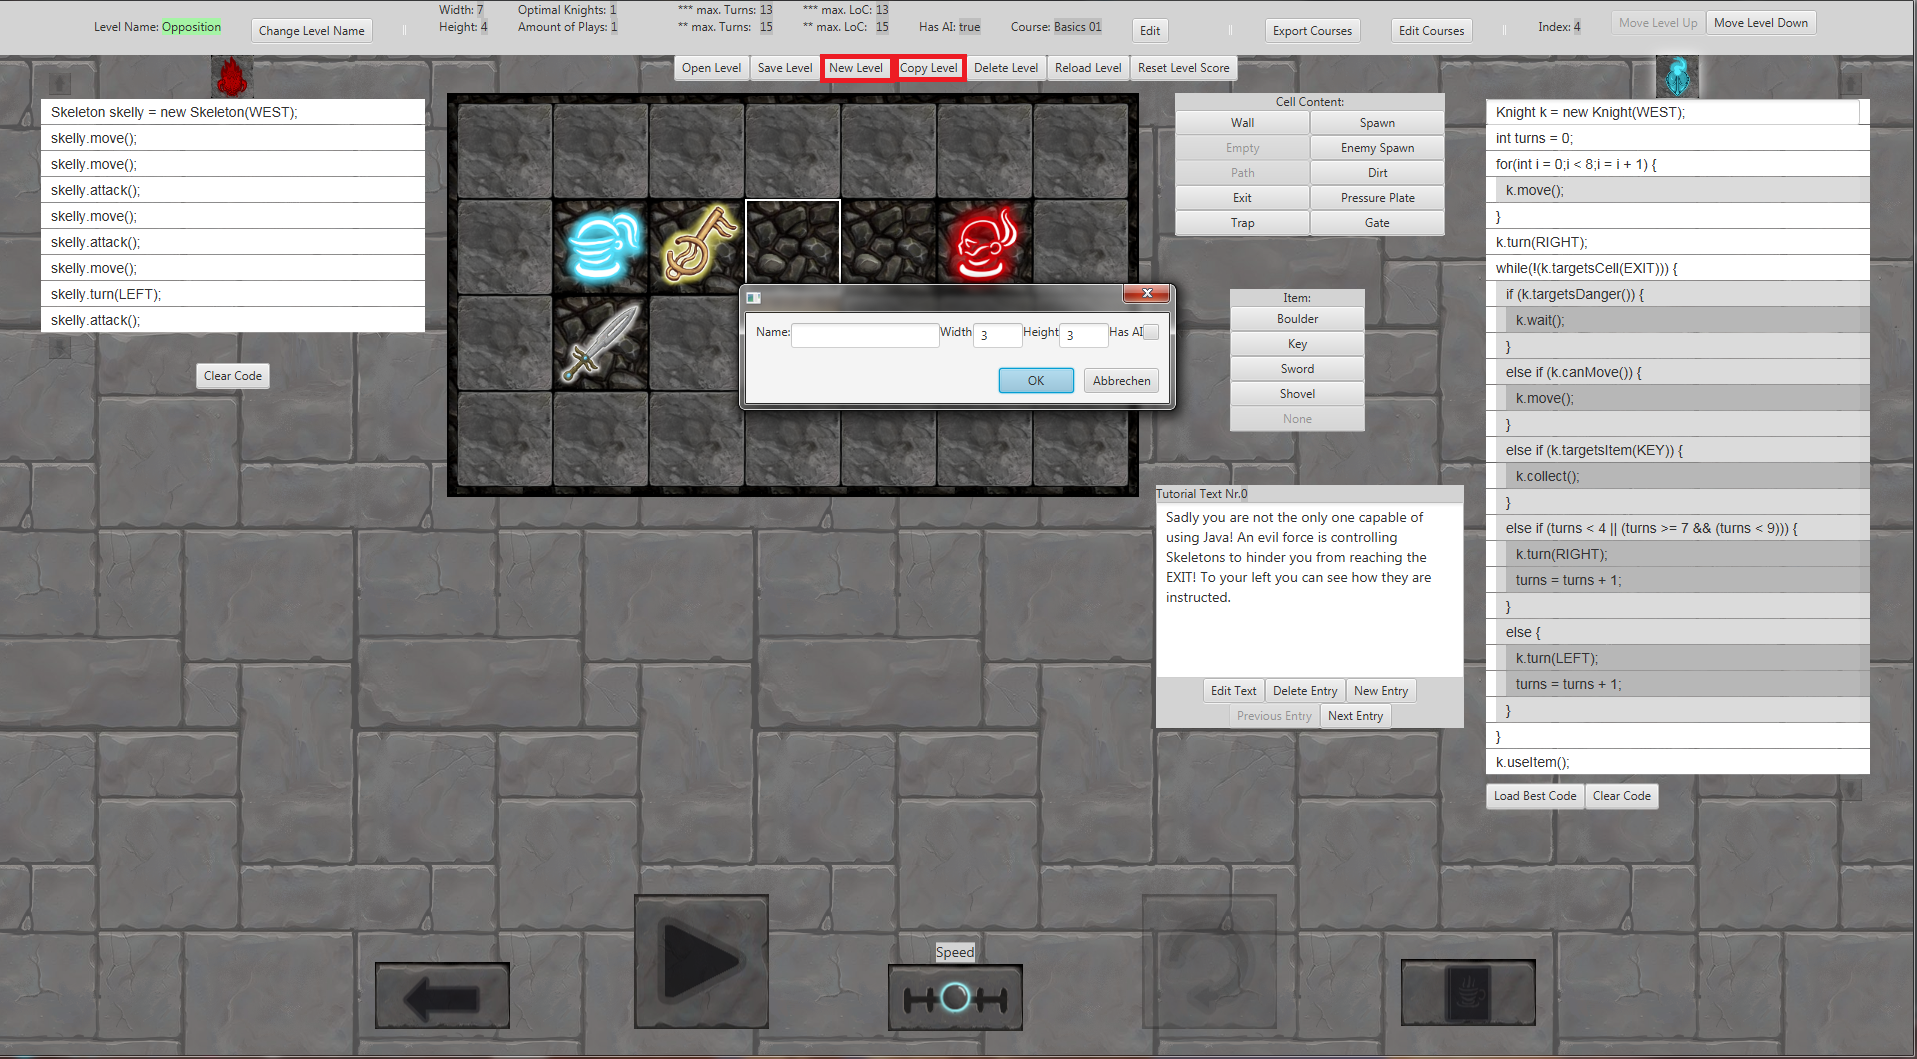 Level Name: Opposition
Change Level Name
Width: 7
Height: 4
Optimal Knights: 1
Amount of Plays: 1
*** max. Turns: 13
** max. Turns: 15
*** max. LoC: 13
** max. LoC: 15
Has AI: true
Course: Basics 01
Edit
Export Courses
Edit Courses
Index: 4
Move Level Up
Move Level Down
Open Level
Save Level
New Level
Copy Level
Delete Level
Reload Level
Reset Level Score
Skeleton skelly = new Skeleton(WEST);
skelly.move();
skelly.move();
skelly.attack();
skelly.move();
skelly.attack();
skelly.move();
skelly.turn(LEFT);
skelly.attack();
Clear Code
Name:
Width 3
Height 3
Has AI
OK
Abbrechen
Cell Content:
Wall
Spawn
Empty
Enemy Spawn
Path
Dirt
Exit
Pressure Plate
Trap
Gate
Item:
Boulder
Key
Sword
Shovel
None
Tutorial Text Nr.0
Sadly you are not the only one capable of
using Java! An evil force is controlling
Skeletons to hinder you from reaching the
EXIT! To your left you can see how they are
instructed.
Edit Text
Delete Entry
New Entry
Previous Entry
Next Entry
Knight k = new Knight(WEST);
int turns = 0;
for(int i = 0;i < 8;i = i + 1) {
k.move();
}
k.turn(RIGHT);
while(!(k.targetsCell(EXIT))) {
if (k.targetsDanger()) {
k.wait();
}
else if (k.canMove()) {
k.move();
}
else if (k.targetsItem(KEY)) {
k.collect();
}
else if (turns < 4 || (turns >= 7 && (turns < 9))) {
k.turn(RIGHT);
turns = turns + 1;
}
else {
k.turn(LEFT);
turns = turns + 1;
}
}
k.useItem();
Load Best Code
Clear Code
Speed